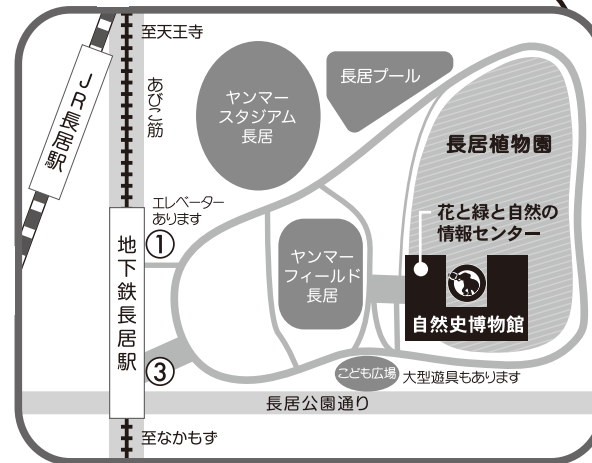 至天王寺
JR長居駅
あびこ筋
ヤンマー
スタジアム
長居
長居プール
長居植物園
花と緑と自然の
情報センター
エレベーター
あります
①
地下鉄長居駅
ヤンマー
フィールド
長居
自然史博物館
③
こども広場
大型遊具もあります
長居公園通り
至なかもず